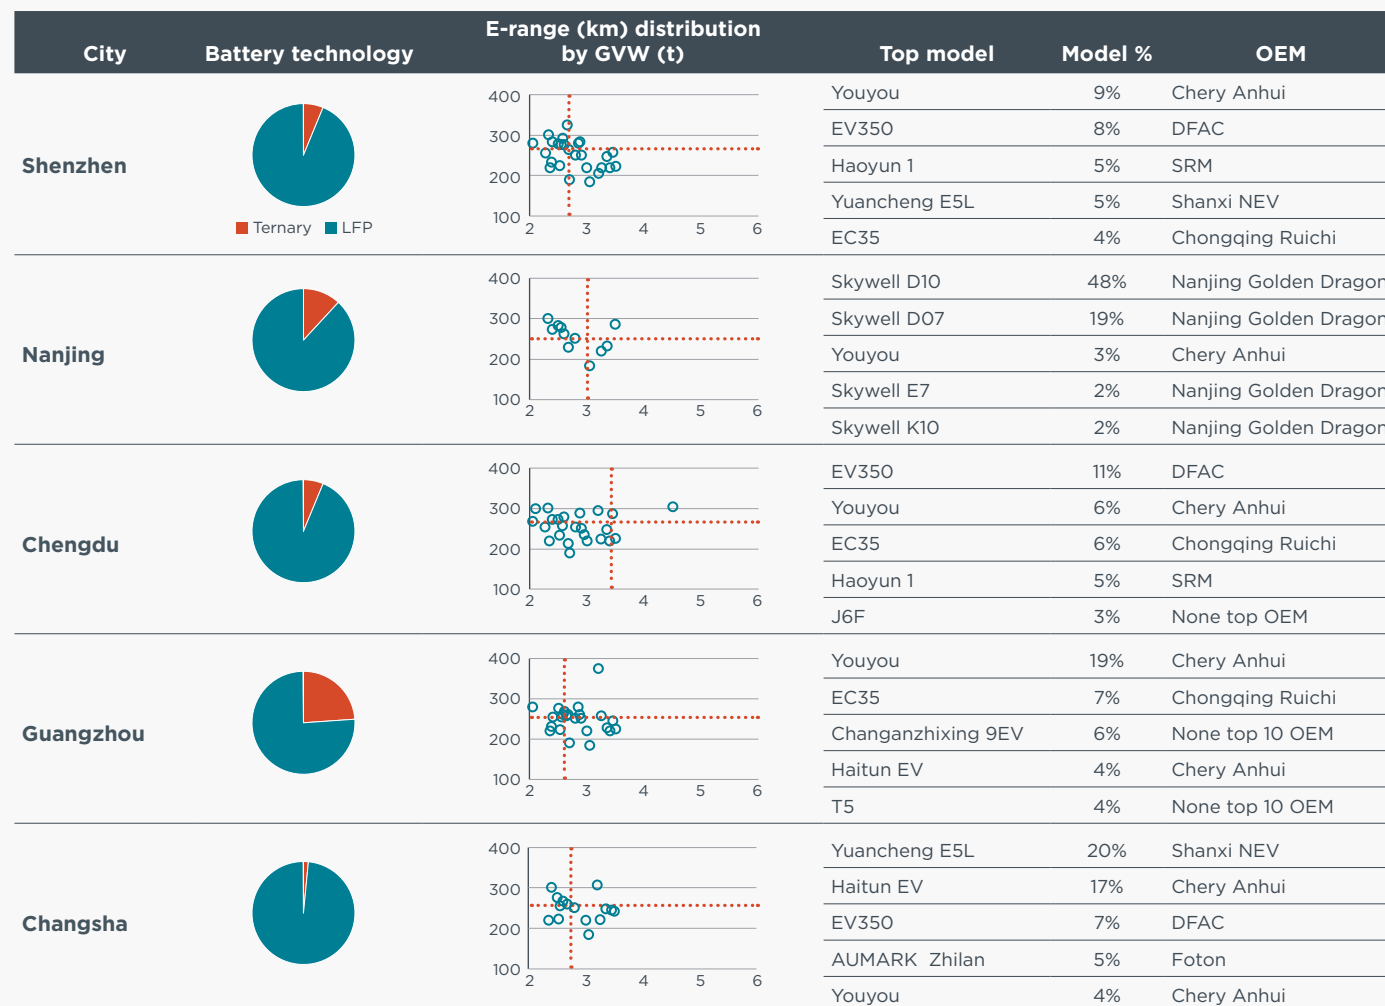 City Battery technology E-range (km) distribution by GVW (t) Top model Model % OEM
Shenzhen
Ternary LFP
400
300
200
100
2 3 4 5 6
Youyou 9% Chery Anhui
EV350 8% DFAC
Haoyun 1 5% SRM
Yuancheng E5L 5% Shanxi NEV
EC35 4% Chongqing Ruichi
Nanjing
400
300
200
100
2 3 4 5 6
Skywell D10 48% Nanjing Golden Dragon
Skywell D07 19% Nanjing Golden Dragon
Youyou 3% Chery Anhui
Skywell E7 2% Nanjing Golden Dragon
Skywell K10 2% Nanjing Golden Dragon
Chengdu
400
300
200
100
2 3 4 5 6
EV350 11% DFAC
Youyou 6% Chery Anhui
EC35 6% Chongqing Ruichi
Haoyun 1 5% SRM
J6F 3% None top OEM
Guangzhou
400
300
200
100
2 3 4 5 6
Youyou 19% Chery Anhui
EC35 7% Chongqing Ruichi
Changanzhixing 9EV 6% None top 10 OEM
Haitun EV 4% Chery Anhui
T5 4% None top 10 OEM
Changsha
400
300
200
100
2 3 4 5 6
Yuancheng E5L 20% Shanxi NEV
Haitun EV 17% Chery Anhui
EV350 7% DFAC
AUMARK Zhilan 5% Foton
Youyou 4% Chery Anhui